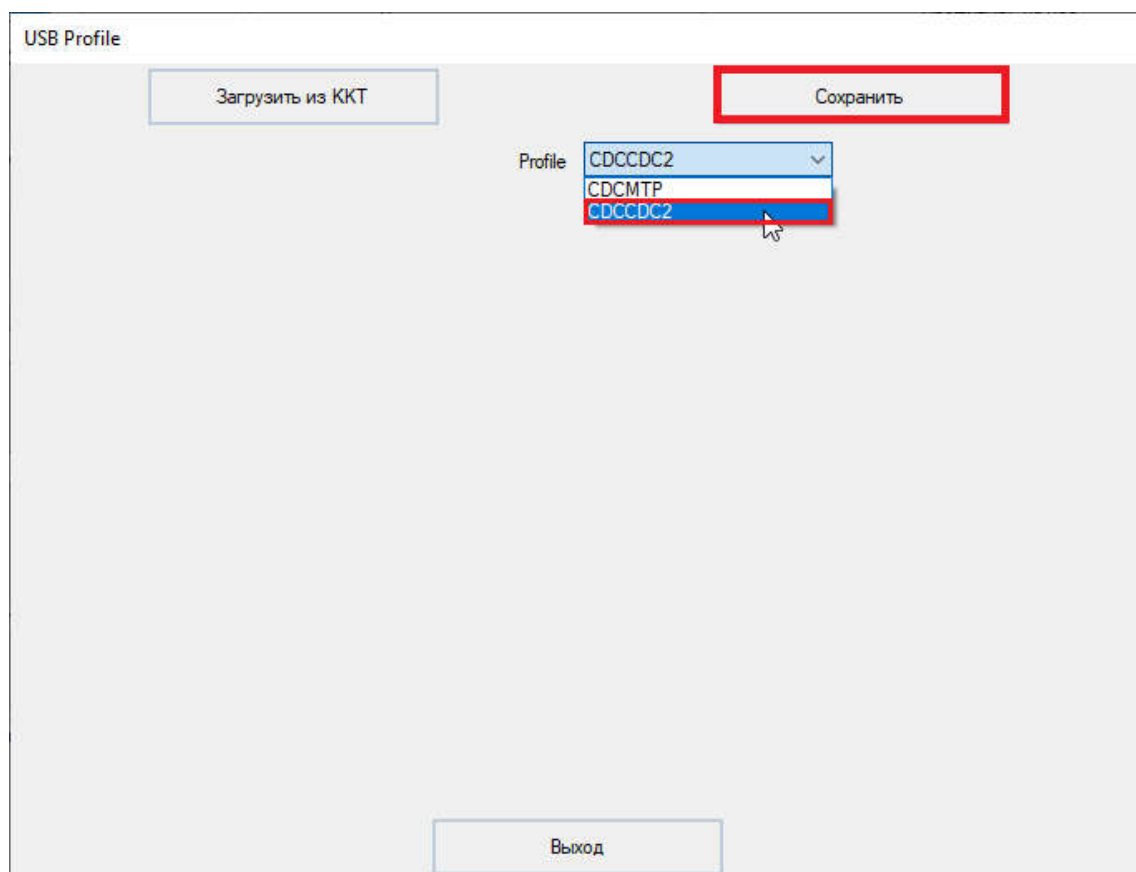 USB Profile
Загрузить из ККТ
Сохранить
Profile CDCCDC2
CDCMTP
CDCCDC2
Выход